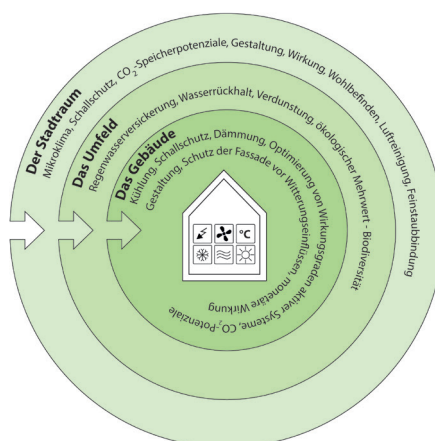 Der Stadtraum
Mikroklima, Schallschutz, CO₂-Speicherpotenziale, Gestaltung, Wirkung, Wohlbefinden, Luftreinigung, Feinstaubbindung
Das Umfeld
Regenwasserversickerung, Wasserrückhalt, Verdunstung, ökologischer Mehrwert - Biodiversität
Das Gebäude
Kühlung, Schallschutz, Dämmung, Optimierung von Wirkungsgraden aktiver Systeme, CO₂-Potenziale
Gestaltung, Schutz der Fassade vor Witterungseinflüssen, monetäre Wirkung
°C